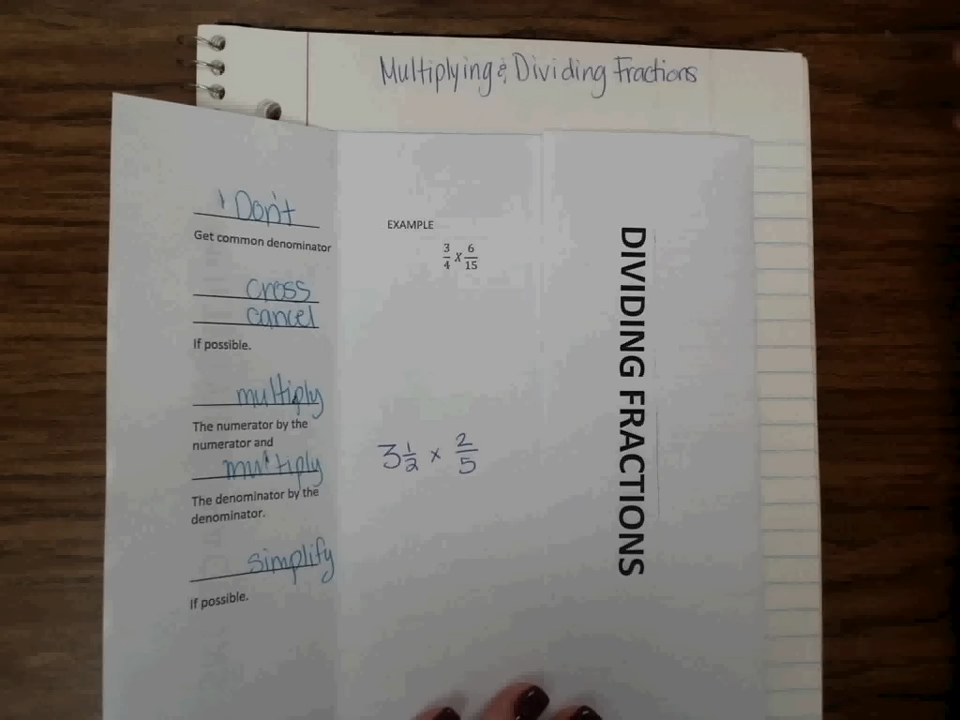 Multiplying & Dividing Fractions
Don't
Get common denominator
cross
cancel
If possible.
multiply
The numerator by the
numerator and
multiply
The denominator by the
denominator.
simplify
If possible.
EXAMPLE
3/4 x 6/15
3 1/2 x 2/5
DIVIDING FRACTIONS